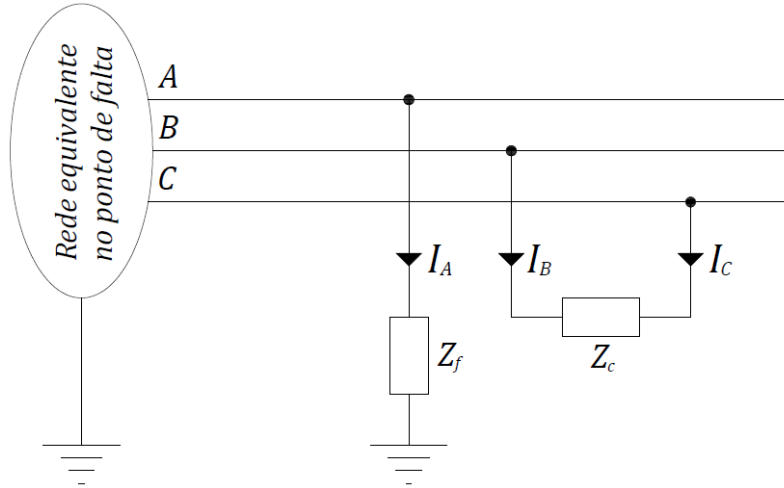 Rede equivalente
no ponto de falta
A
B
C
I_A
I_B
I_C
Z_f
Z_c